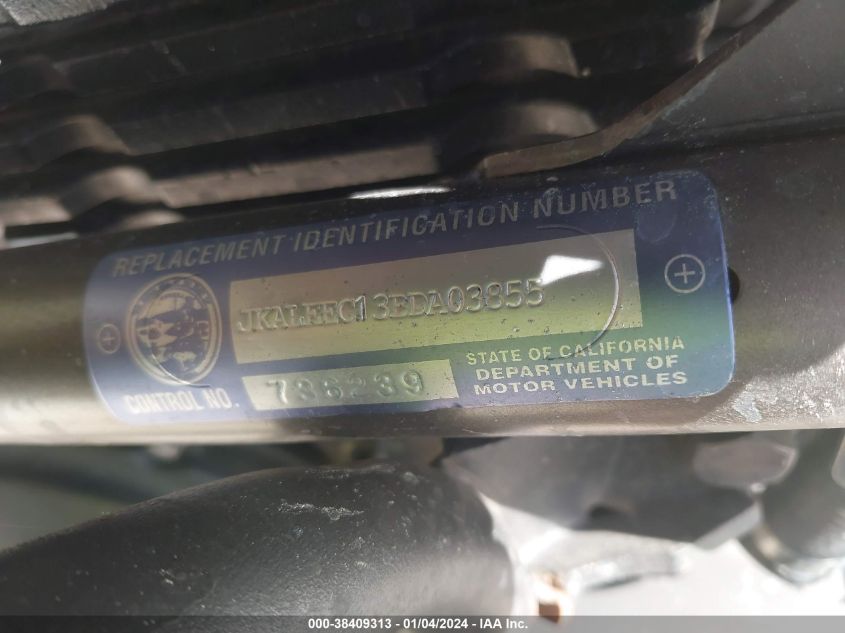 REPLACEMENT IDENTIFICATION NUMBER
JKALEEC13BDA03855
CONTROL NO. 736239
STATE OF CALIFORNIA
DEPARTMENT OF
MOTOR VEHICLES
000-38409313 - 01/04/2024 - IAA Inc.